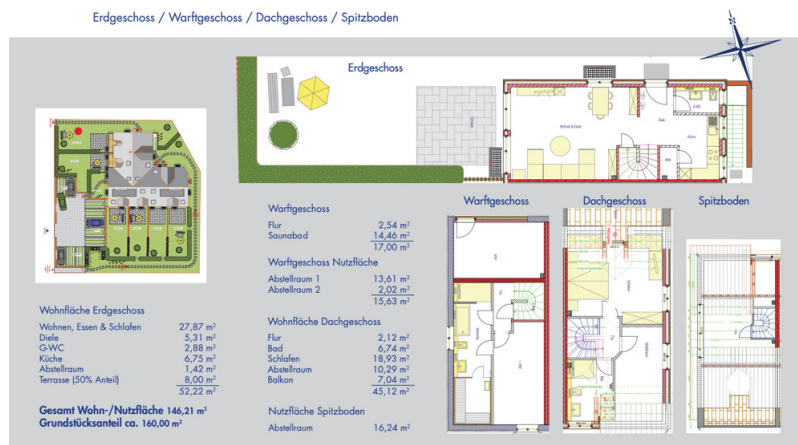 Erdgeschoss / Warftgeschoss / Dachgeschoss / Spitzboden
Erdgeschoss
Wohnen & Essen
Diele
G-WC
Küche
Warftgeschoss
Dachgeschoss
Spitzboden
Warftgeschoss
Flur 2,54 m²
Saunabad 14,46 m²
17,00 m²
Warftgeschoss Nutzfläche
Abstellraum 1 13,61 m²
Abstellraum 2 2,02 m²
15,63 m²
Wohnfläche Dachgeschoss
Flur 2,12 m²
Bad 6,74 m²
Schlafen 18,93 m²
Abstellraum 10,29 m²
Balkon 7,04 m²
45,12 m²
Nutzfläche Spitzboden
Abstellraum 16,24 m²
Wohnfläche Erdgeschoss
Wohnen, Essen & Schlafen 27,87 m²
Diele 5,31 m²
G-WC 2,88 m²
Küche 6,75 m²
Abstellraum 1,42 m²
Terrasse (50% Anteil) 8,00 m²
52,22 m²
Gesamt Wohn-/Nutzfläche 146,21 m²
Grundstücksanteil ca. 160,00 m²